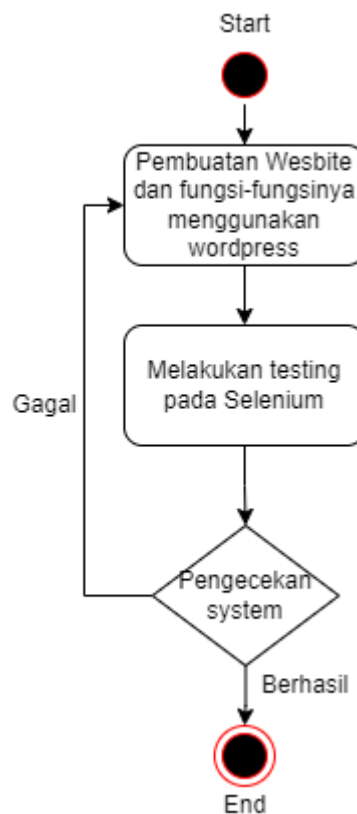 Start
Pembuatan Wesbite
dan fungsi-fungsinya
menggunakan
wordpress
Melakukan testing
pada Selenium
Gagal
Pengecekan
system
Berhasil
End